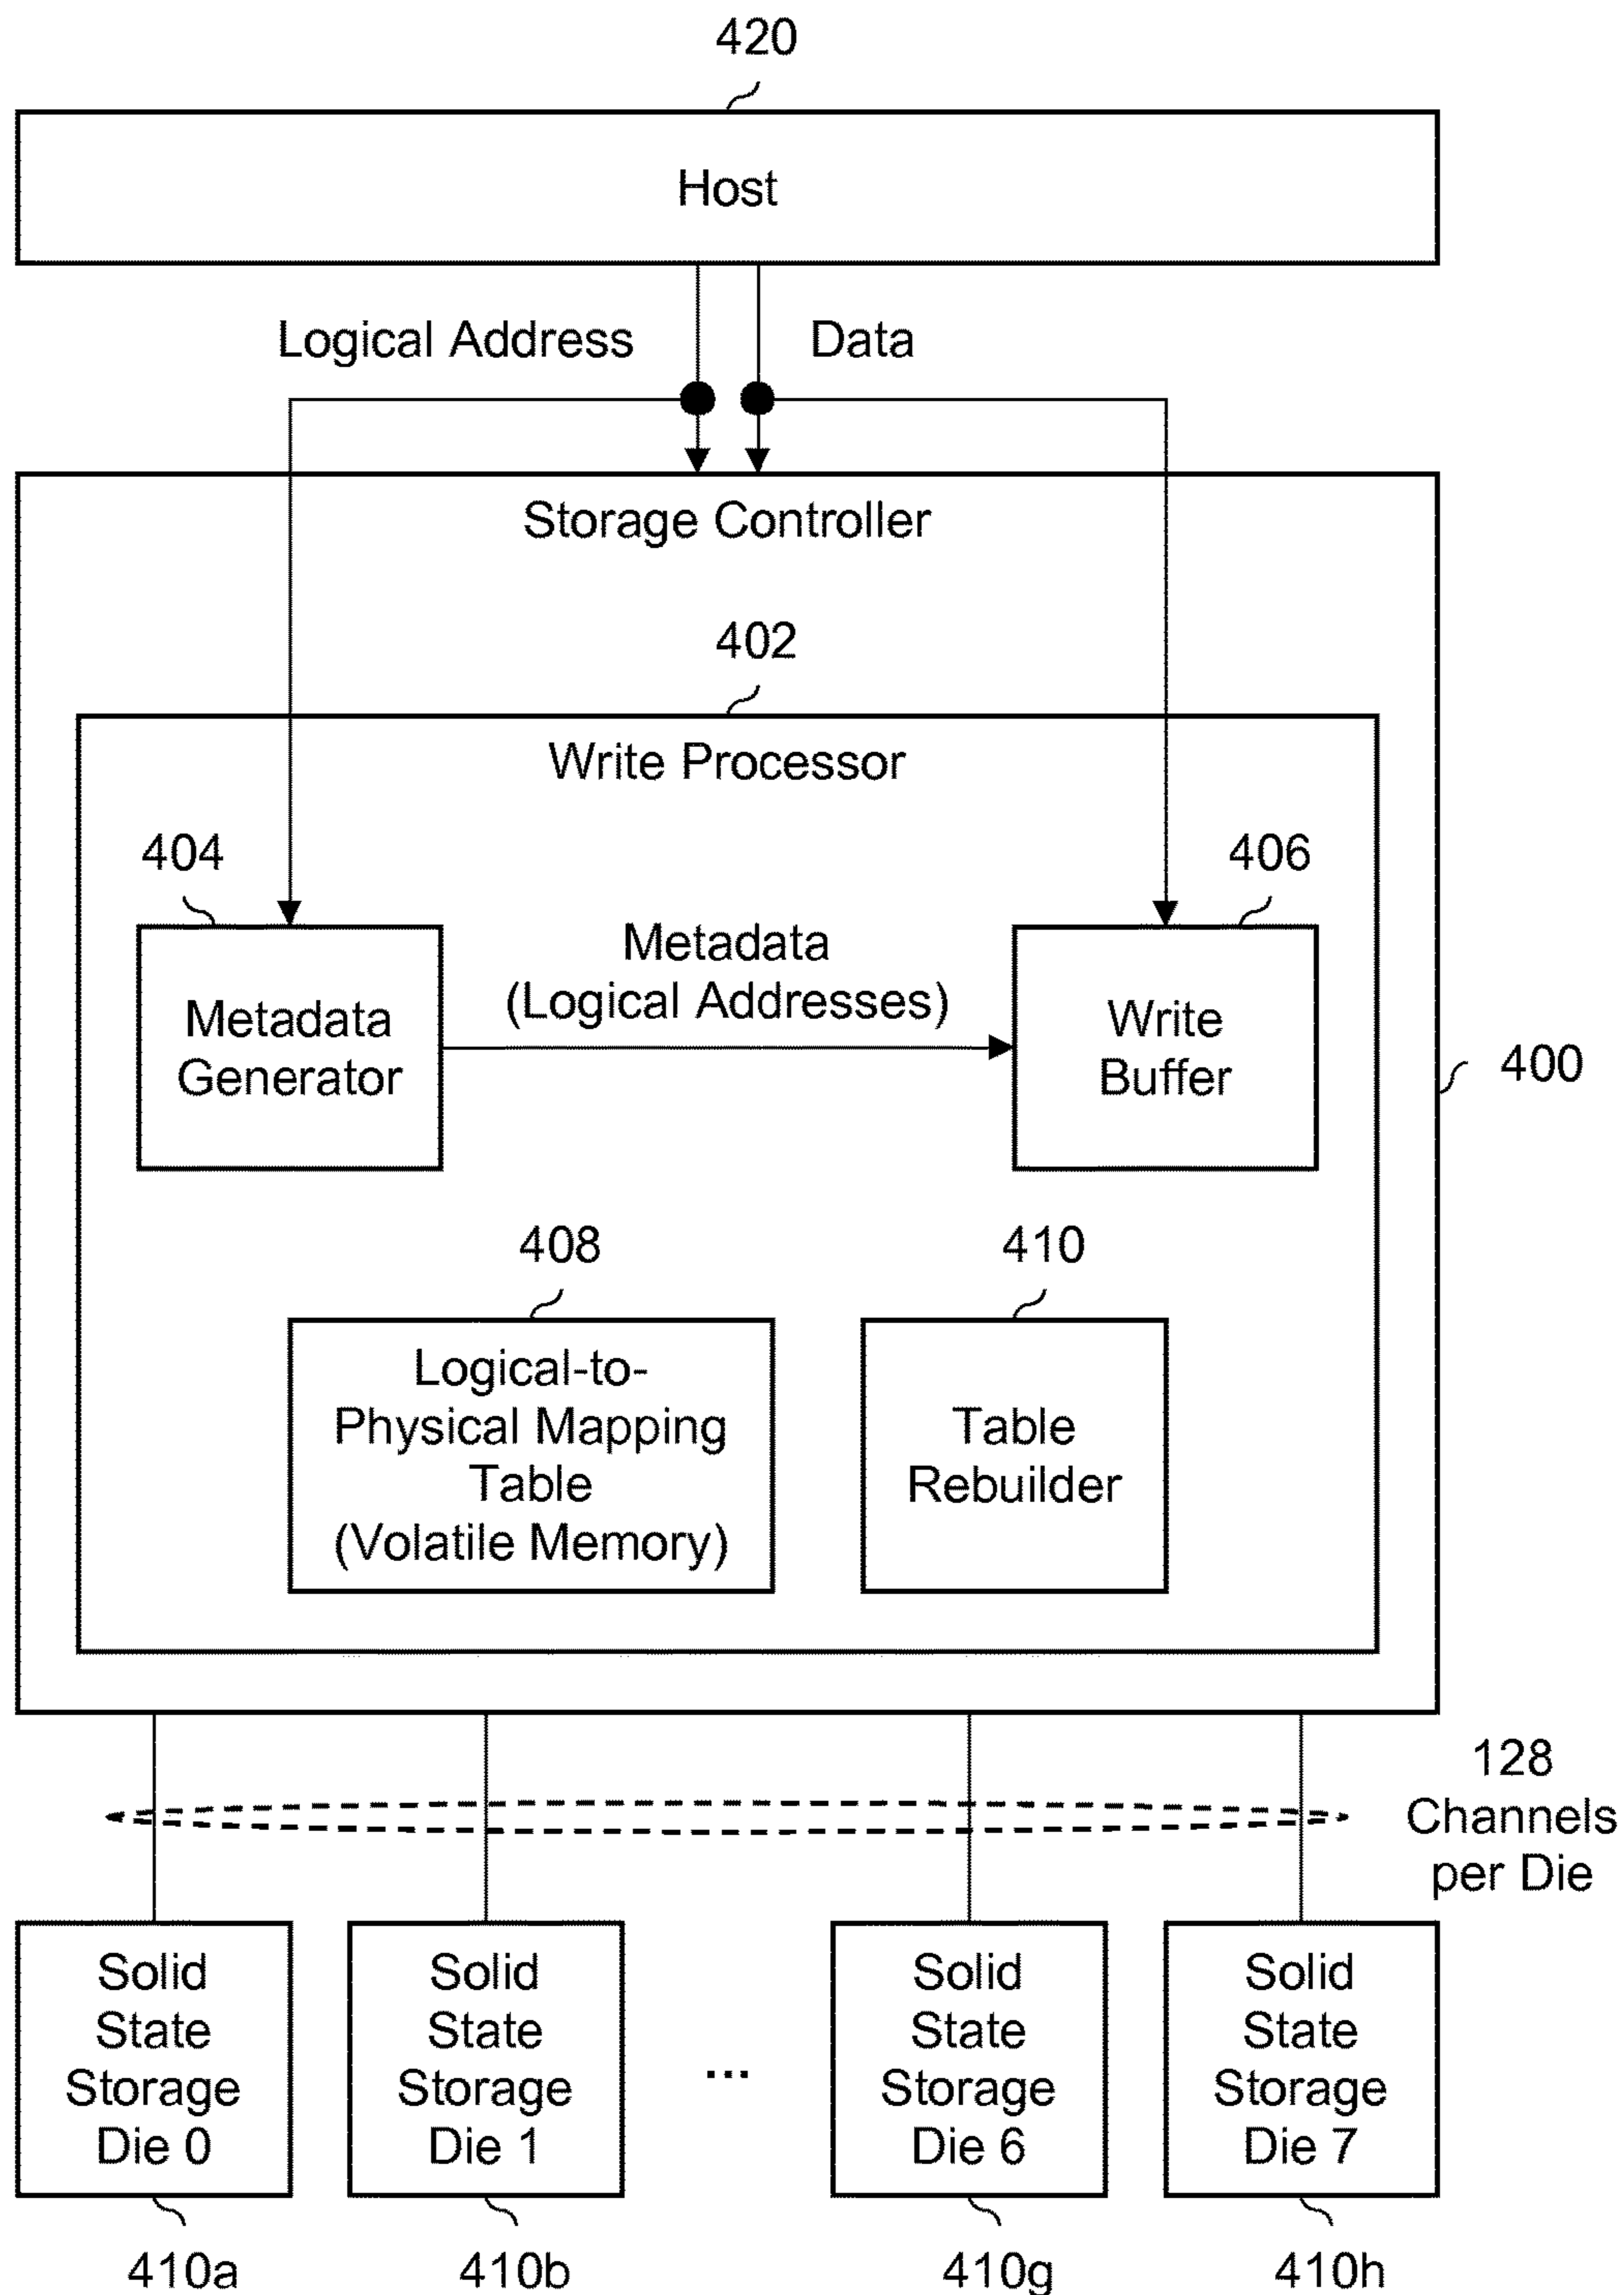 420
Host
Logical Address
Data
Storage Controller
402
Write Processor
404
406
Metadata
(Logical Addresses)
Metadata
Generator
Write
Buffer
400
408
410
Logical-to-
Physical Mapping
Table
(Volatile Memory)
Table
Rebuilder
128
Channels
per Die
Solid
State
Storage
Die 0
Solid
State
Storage
Die 1
...
Solid
State
Storage
Die 6
Solid
State
Storage
Die 7
410a
410b
410g
410h